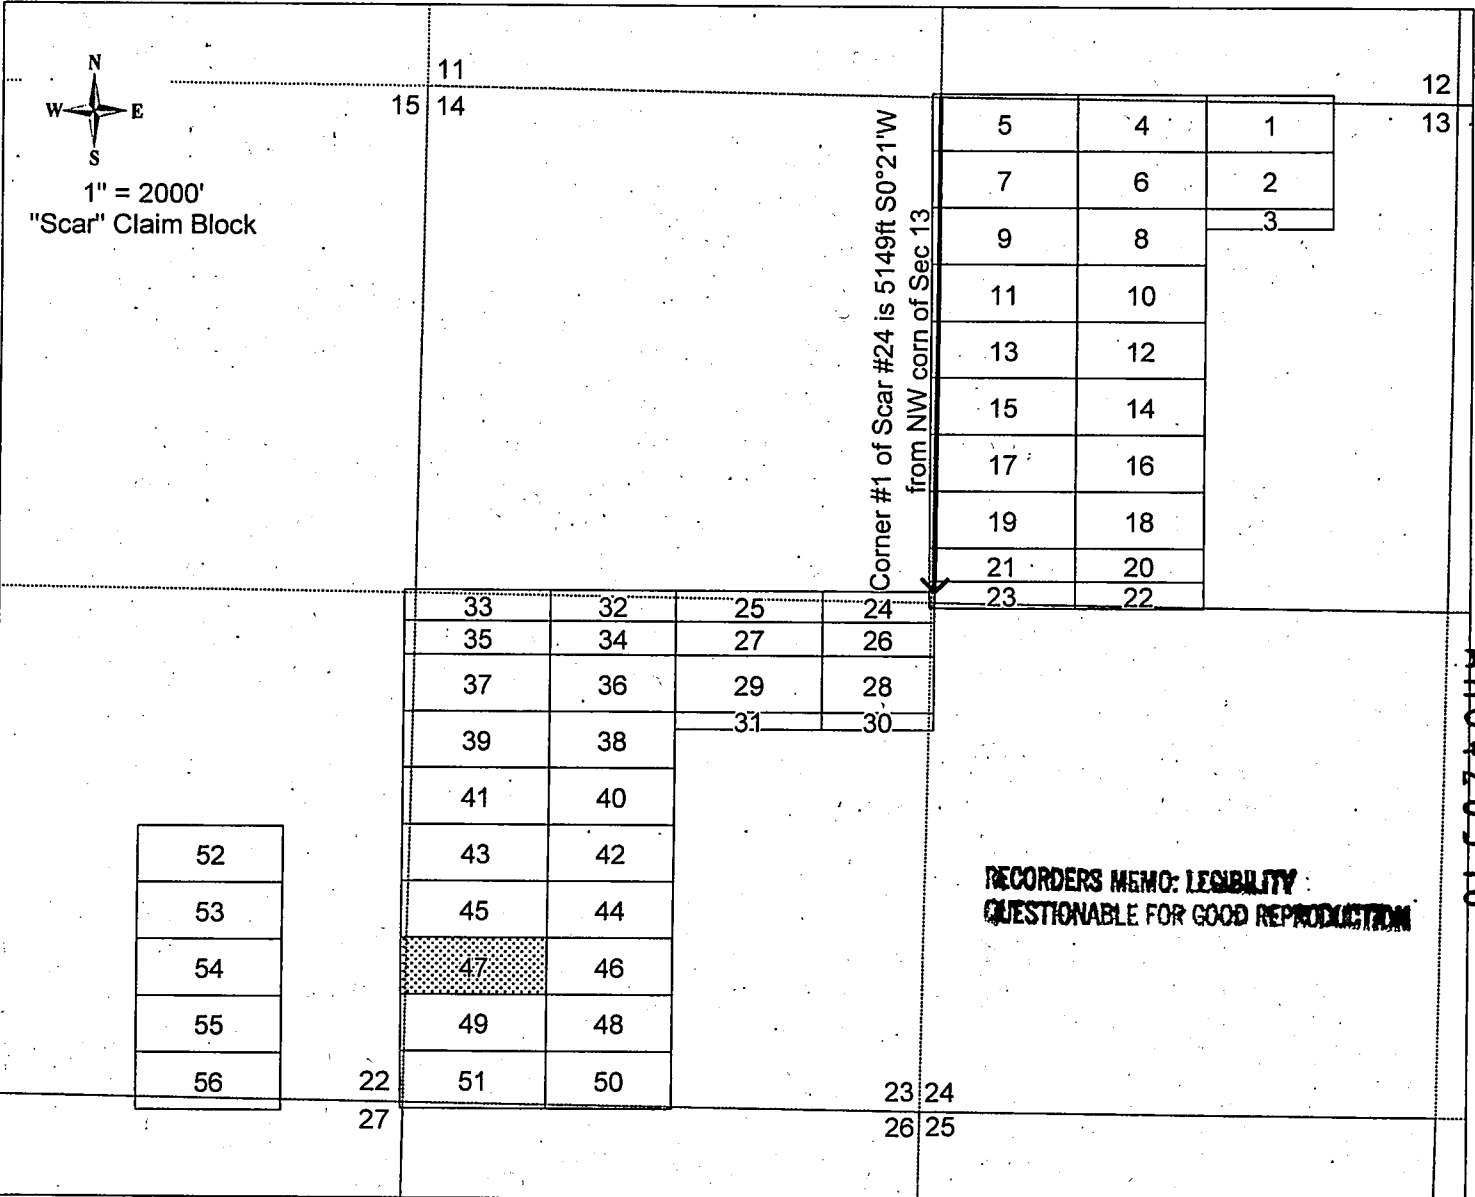 N
W E
S
1" = 2000'
"Scar" Claim Block
11
15 14
12
13
Corner #1 of Scar #24 is 5149ft S0°21'W
from NW corn of Sec 13
5 4 1
7 6 2
3
9 8
11 10
13 12
15 14
17 16
19 18
21 20
23 22
33 32 25 24
35 34 27 26
37 36 29 28
31 30
39 38
41 40
43 42
45 44
47 46
49 48
51 50
52
53
54
55
56
22
27
23 24
26 25
RECORDERS MEMO: LEGIBILITY
QUESTIONABLE FOR GOOD REPRODUCTION